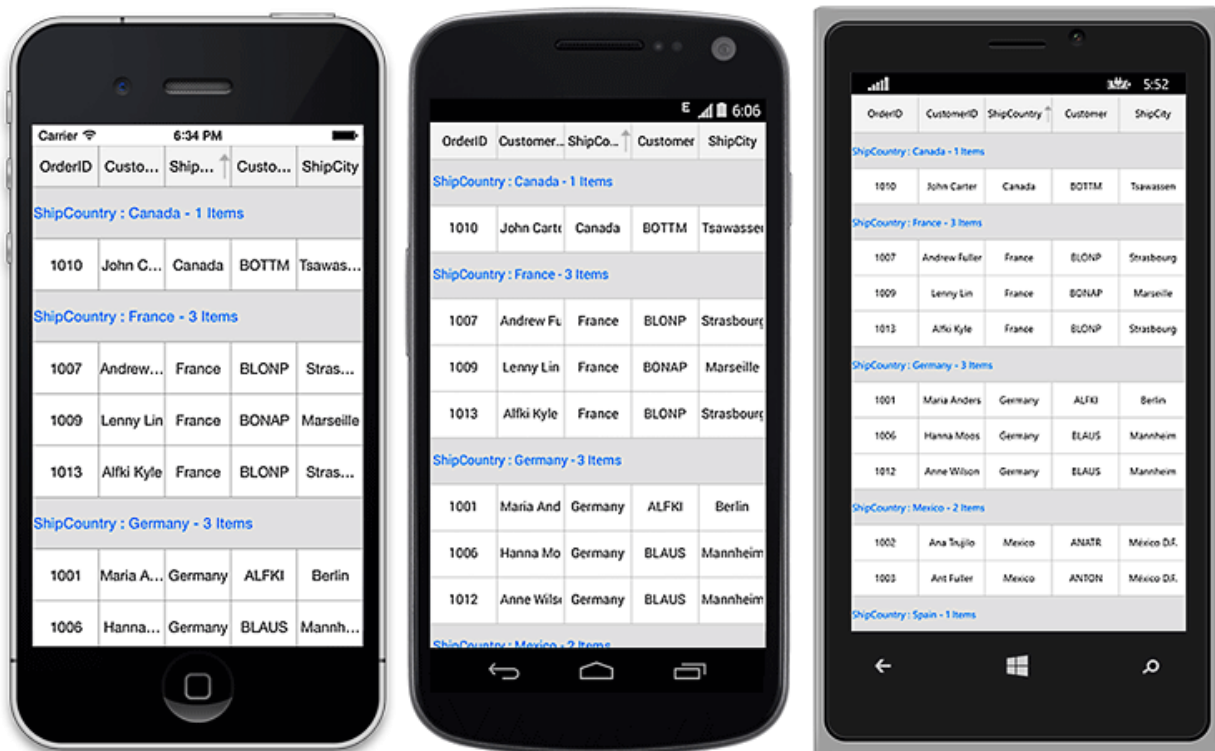 Carrier 6:34 PM
OrderID Custo... Ship... Custo... ShipCity
ShipCountry : Canada - 1 Items
1010 John C... Canada BOTTM Tsawas...
ShipCountry : France - 3 Items
1007 Andrew... France BLONP Stras...
1009 Lenny Lin France BONAP Marseille
1013 Alfki Kyle France BLONP Stras...
ShipCountry : Germany - 3 Items
1001 Maria A... Germany ALFKI Berlin
1006 Hanna... Germany BLAUS Mannh...
E 6:06
OrderID Customer... ShipCo... Customer ShipCity
ShipCountry : Canada - 1 Items
1010 John Carte Canada BOTTM Tsawassen
ShipCountry : France - 3 Items
1007 Andrew Fu France BLONP Strasbourg
1009 Lenny Lin France BONAP Marseille
1013 Alfki Kyle France BLONP Strasbourg
ShipCountry : Germany - 3 Items
1001 Maria And Germany ALFKI Berlin
1006 Hanna Mo Germany BLAUS Mannheim
1012 Anne Wilso Germany BLAUS Mannheim
ShipCountry : Mexico - 2 Items
5:52
OrderID CustomerID ShipCountry Customer ShipCity
ShipCountry : Canada - 1 Items
1010 John Carter Canada BOTTM Tsawassen
ShipCountry : France - 3 Items
1007 Andrew Fuller France BLONP Strasbourg
1009 Lenny Lin France BONAP Marseille
1013 Alfki Kyle France BLONP Strasbourg
ShipCountry : Germany - 3 Items
1001 Maria Anders Germany ALFKI Berlin
1006 Hanna Moos Germany BLAUS Mannheim
1012 Anne Wilson Germany BLAUS Mannheim
ShipCountry : Mexico - 2 Items
1002 Ana Trujilo Mexico ANATR México D.F.
1003 Ant Fuller Mexico ANTON México D.F.
ShipCountry : Spain - 1 Items